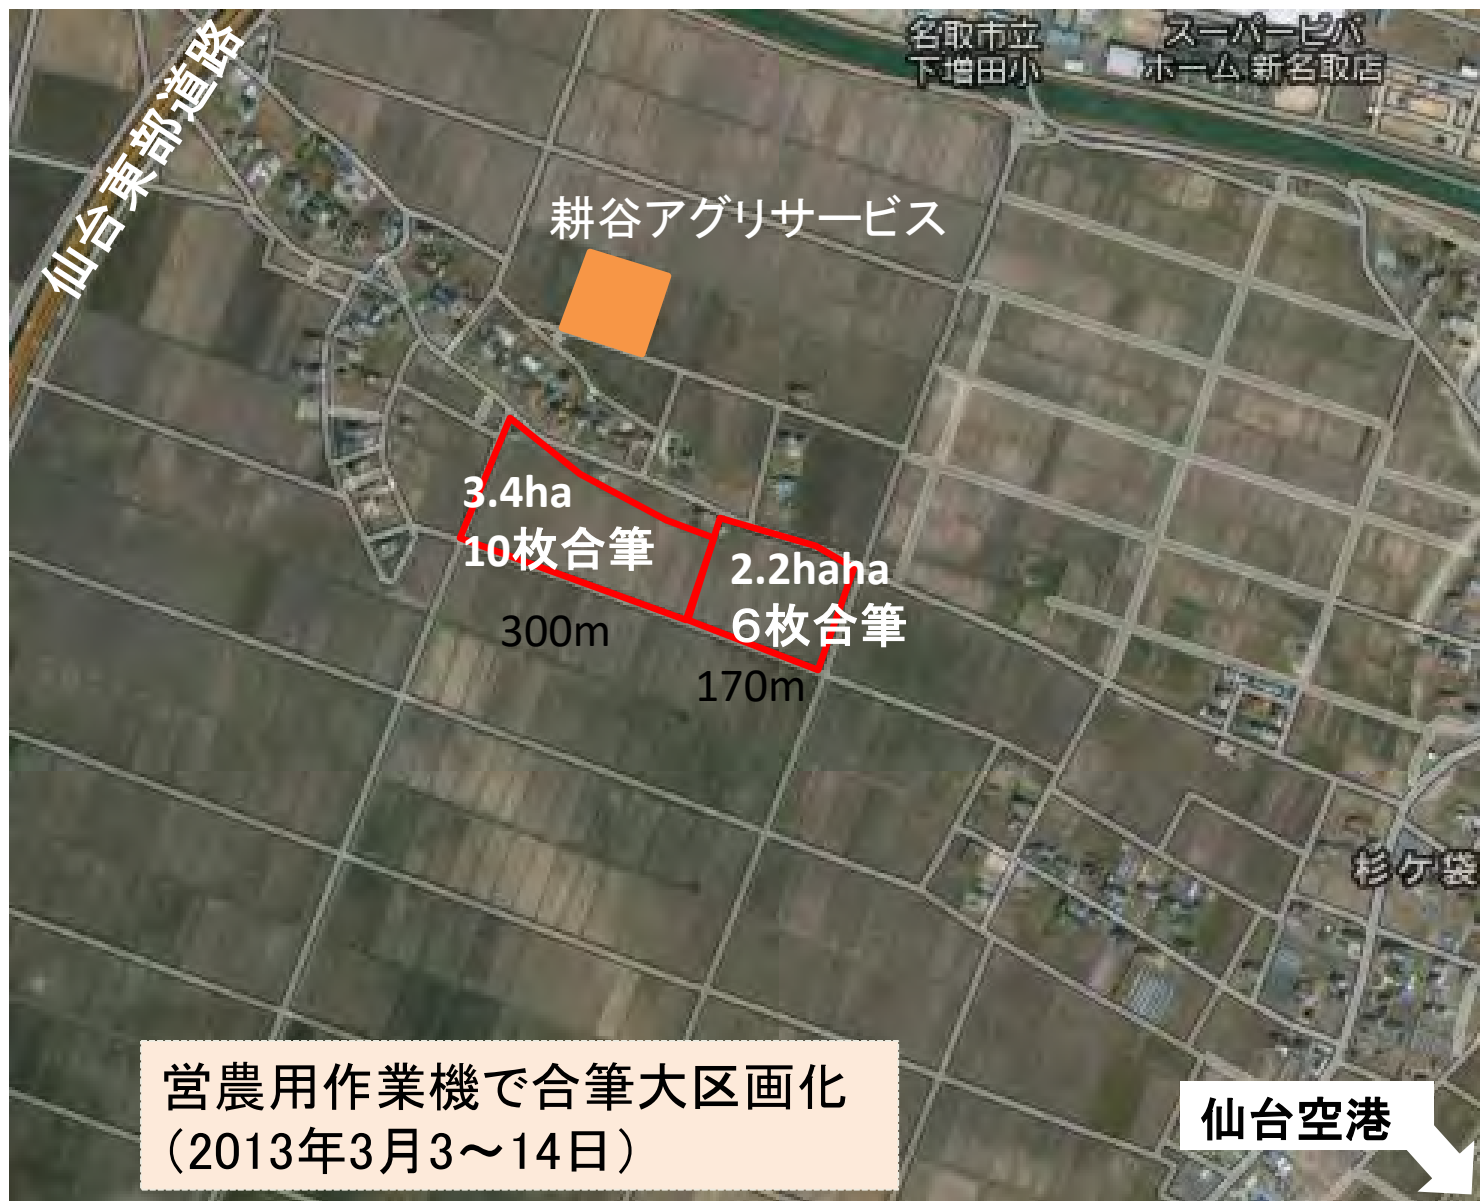 仙台東部道路
名取市立
下増田小
スーパービバ
ホーム 新名取店
耕谷アグリサービス
3.4ha
10枚合筆
2.2haha
６枚合筆
300m
170m
杉ケ袋
営農用作業機で合筆大区画化
（2013年3月3～14日）
仙台空港